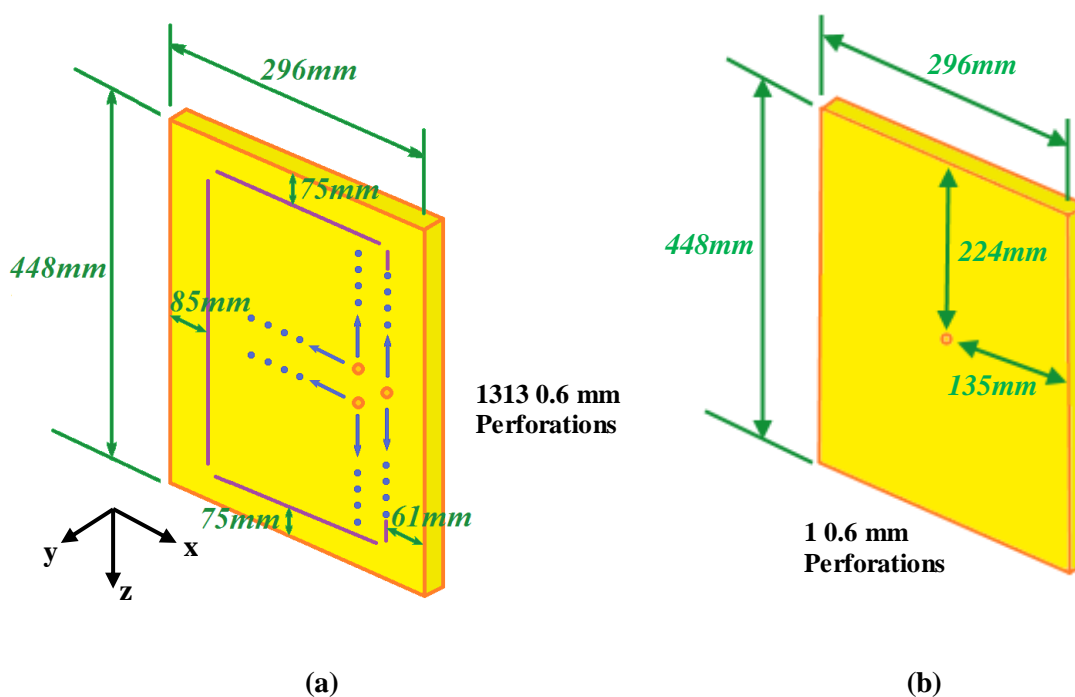 296mm
75mm
448mm
85mm
1313 0.6 mm
Perforations
75mm
61mm
y
x
z
(a)
296mm
448mm
224mm
135mm
1 0.6 mm
Perforations
(b)